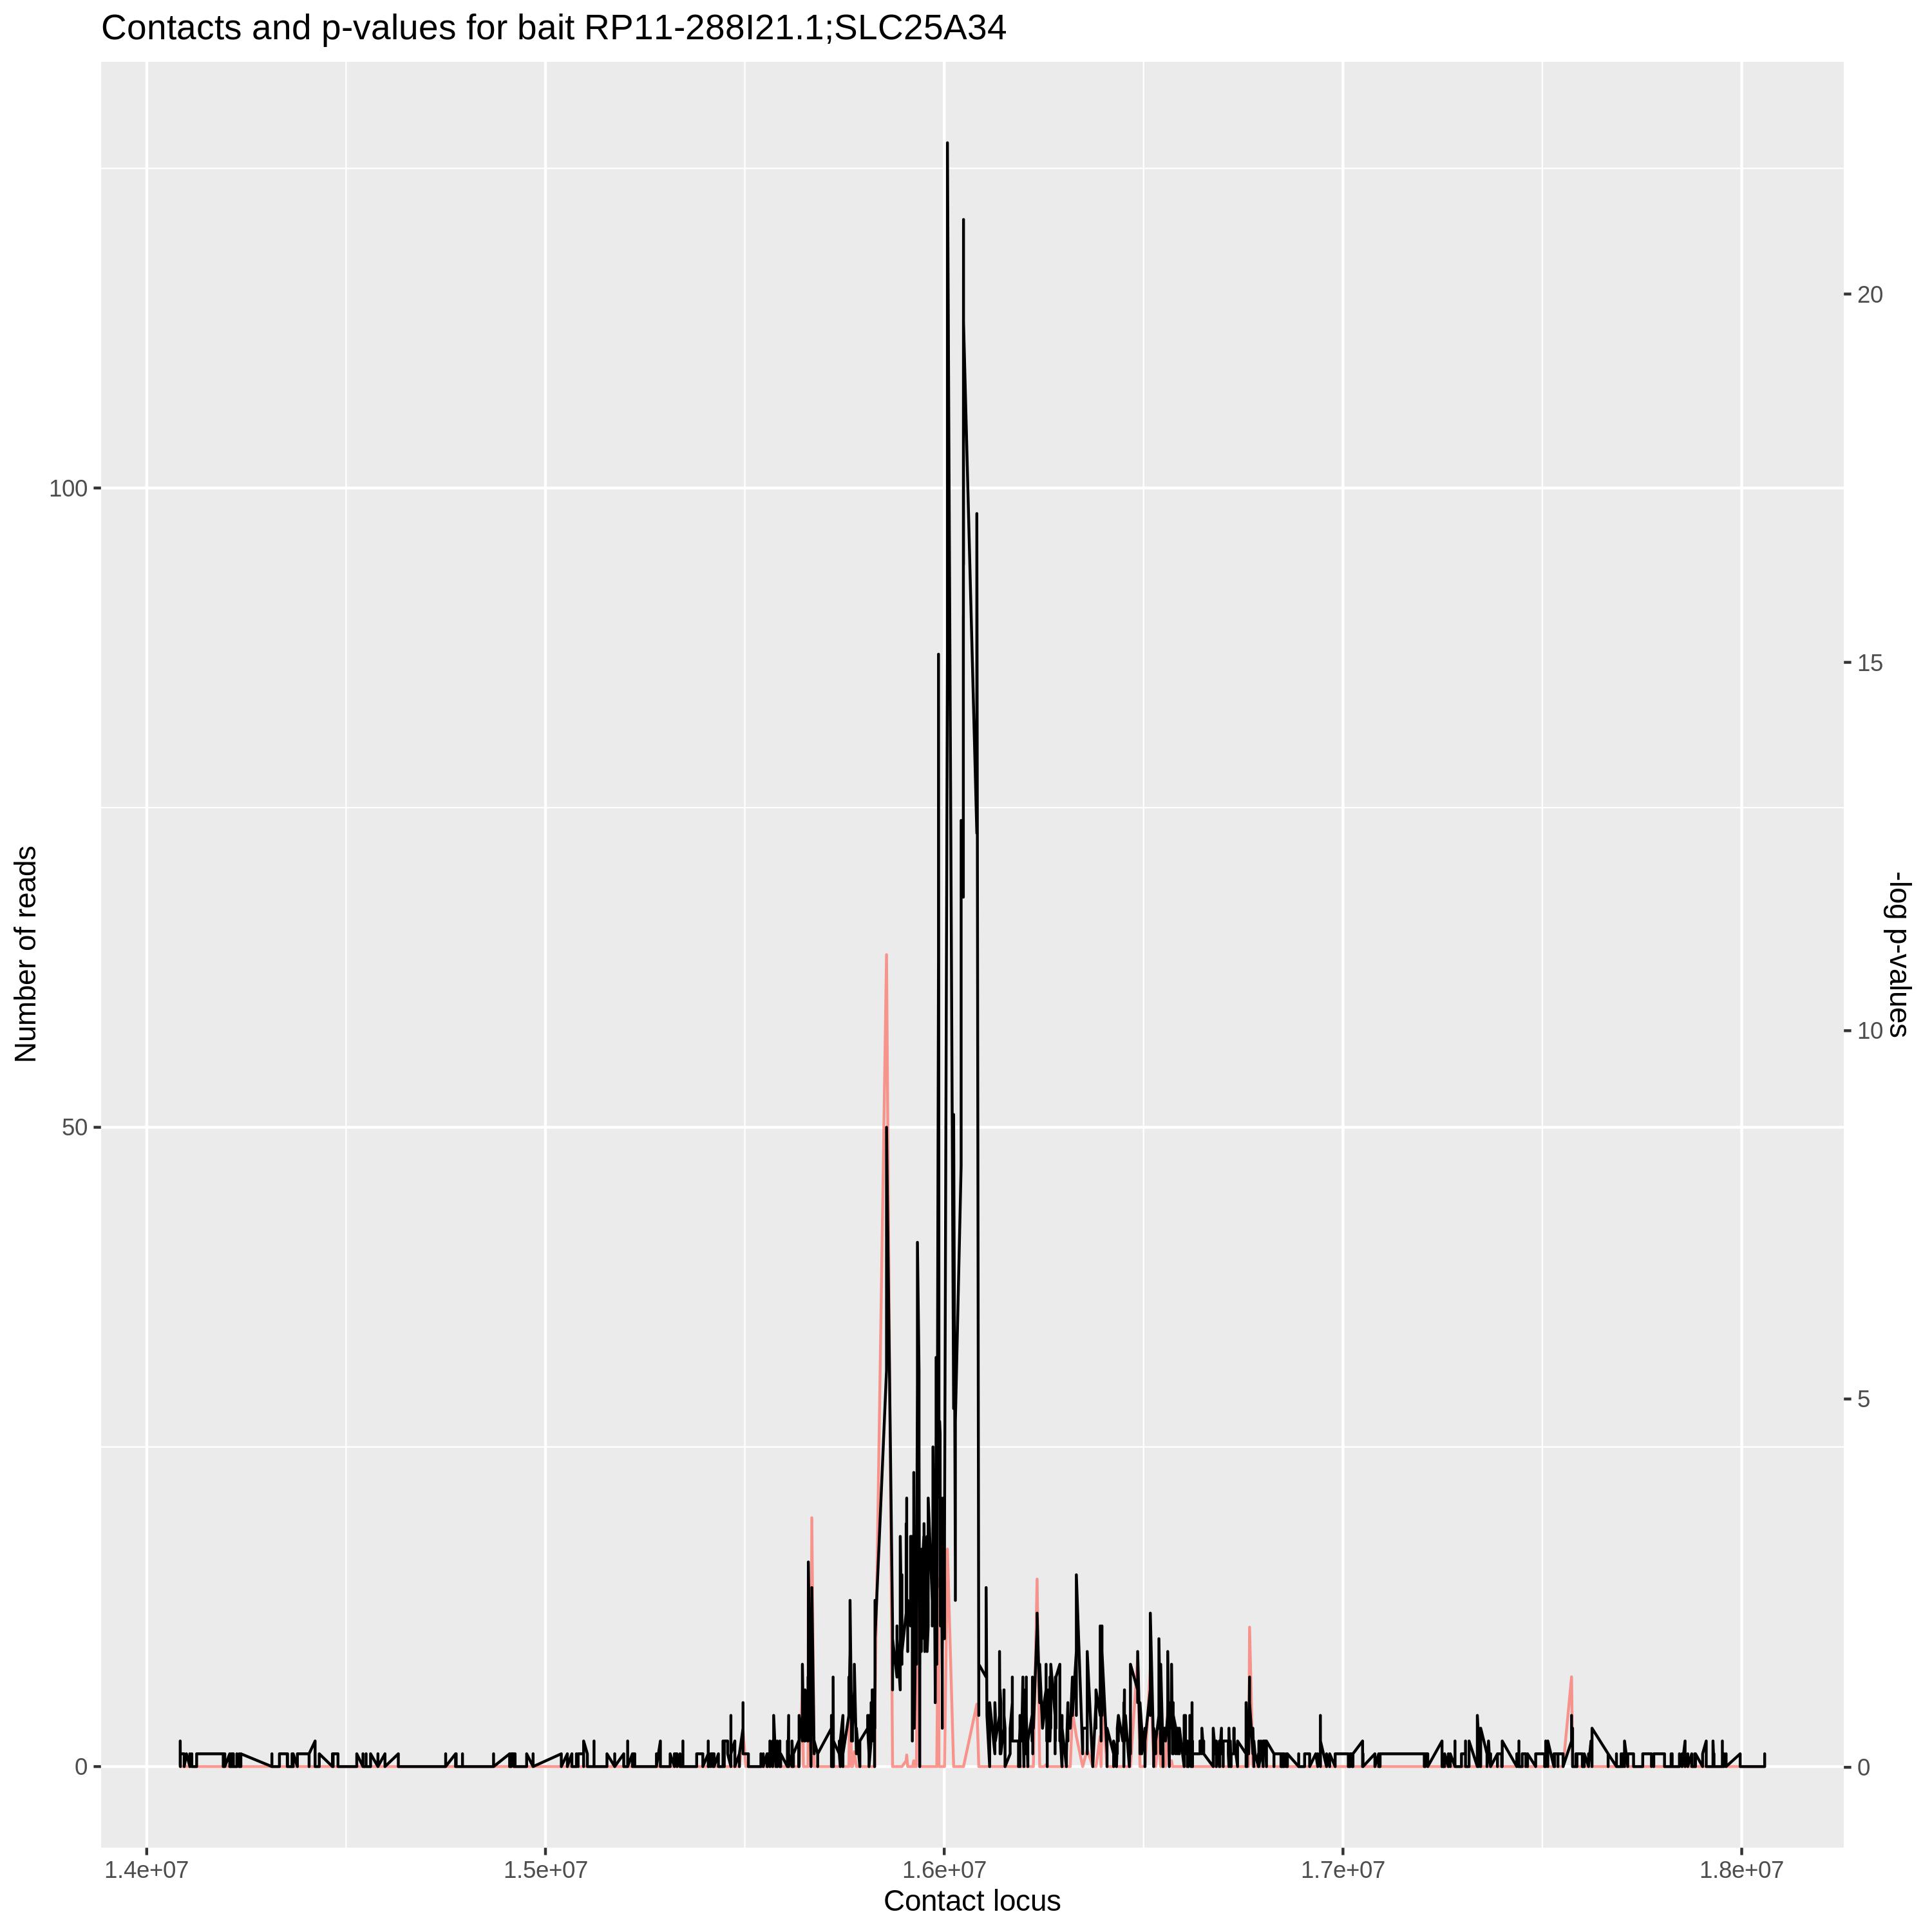 Contacts and p-values for bait RP11-288I21.1;SLC25A34
Number of reads
100
50
0
20
15
10
5
0
-log p-values
1.4e+07 1.5e+07 1.6e+07 1.7e+07 1.8e+07
Contact locus